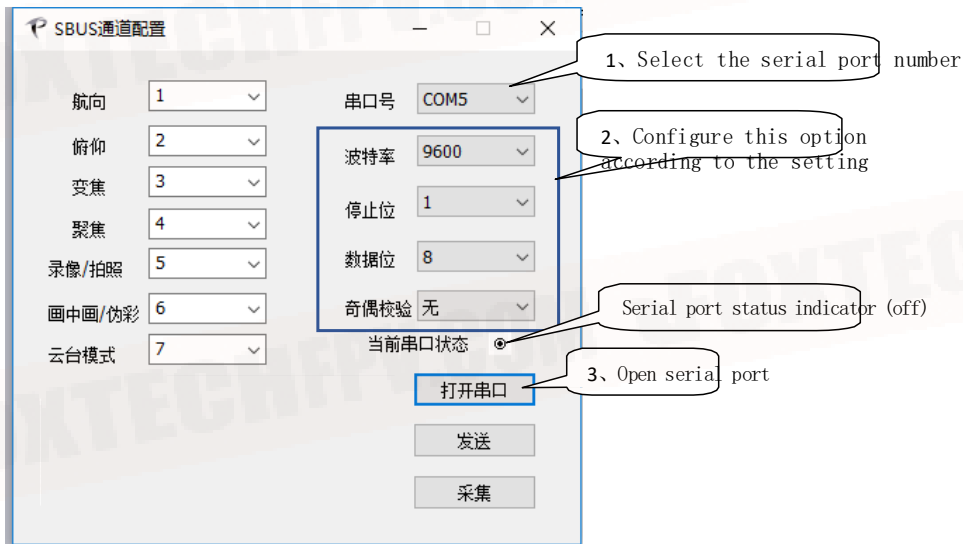 SBUS通道配置
航向 1
俯仰 2
变焦 3
聚焦 4
录像/拍照 5
画中画/伪彩 6
云台模式 7
串口号 COM5
波特率 9600
停止位 1
数据位 8
奇偶校验 无
当前串口状态
打开串口
发送
采集
1、Select the serial port number
2、Configure this option
according to the setting
Serial port status indicator (off)
3、Open serial port